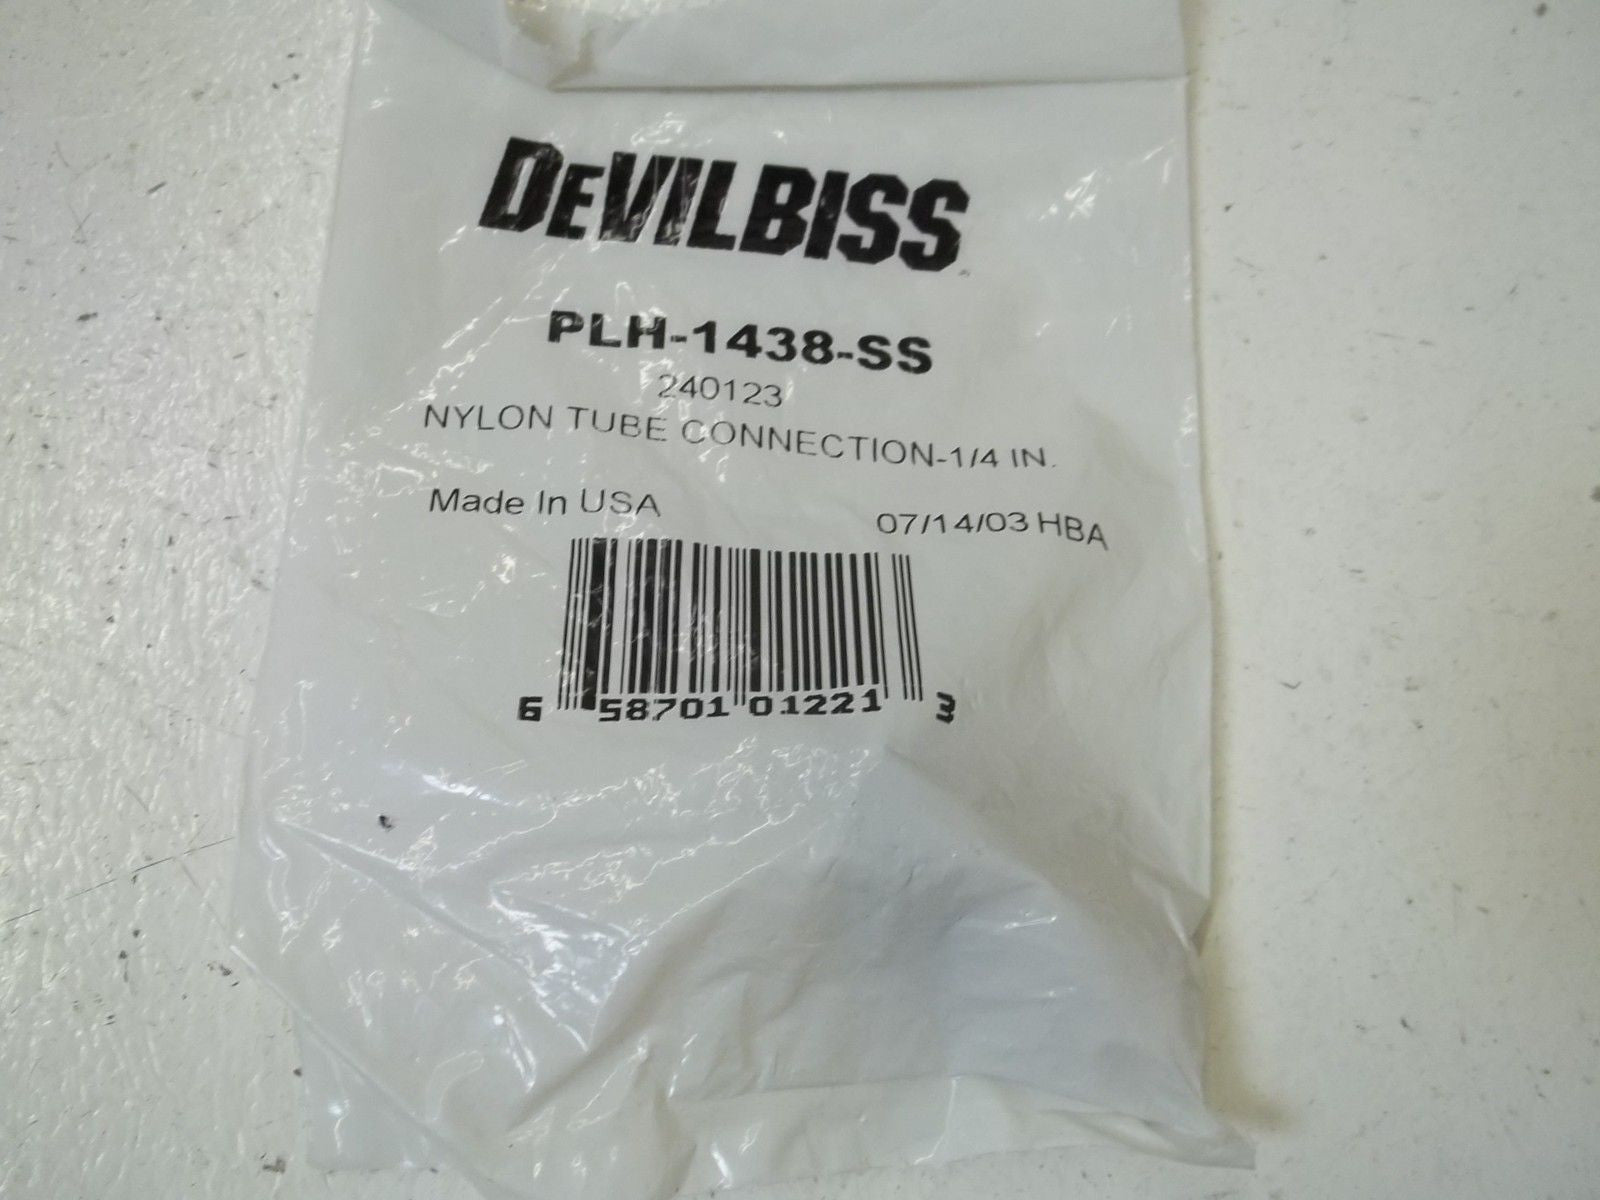 DeVILBISS
PLH-1438-SS
240123
NYLON TUBE CONNECTION-1/4 IN.
Made In USA
07/14/03 HBA
6 58701 01221 3